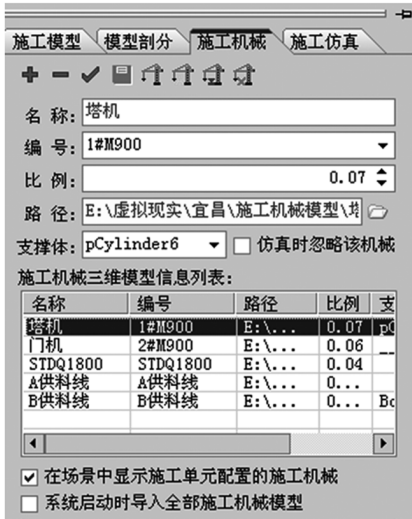 施工模型 模型剖分 施工机械 施工仿真
名 称: 塔机
编 号: 1#M900
比 例: 0.07
路 径: E:\虚拟现实\宜昌\施工机械模型\塔
支撑体: pCylinder6 仿真时忽略该机械
施工机械三维模型信息列表:
名称 编号 路径 比例 支
塔机 1#M900 E:\... 0.07 pC
门机 2#M900 E:\... 0.06 __
STDQ1800 STDQ1800 E:\... 0.04
A供料线 A供料线 E:\... 0...
B供料线 B供料线 E:\... 0... Bo
在场景中显示施工单元配置的施工机械
系统启动时导入全部施工机械模型